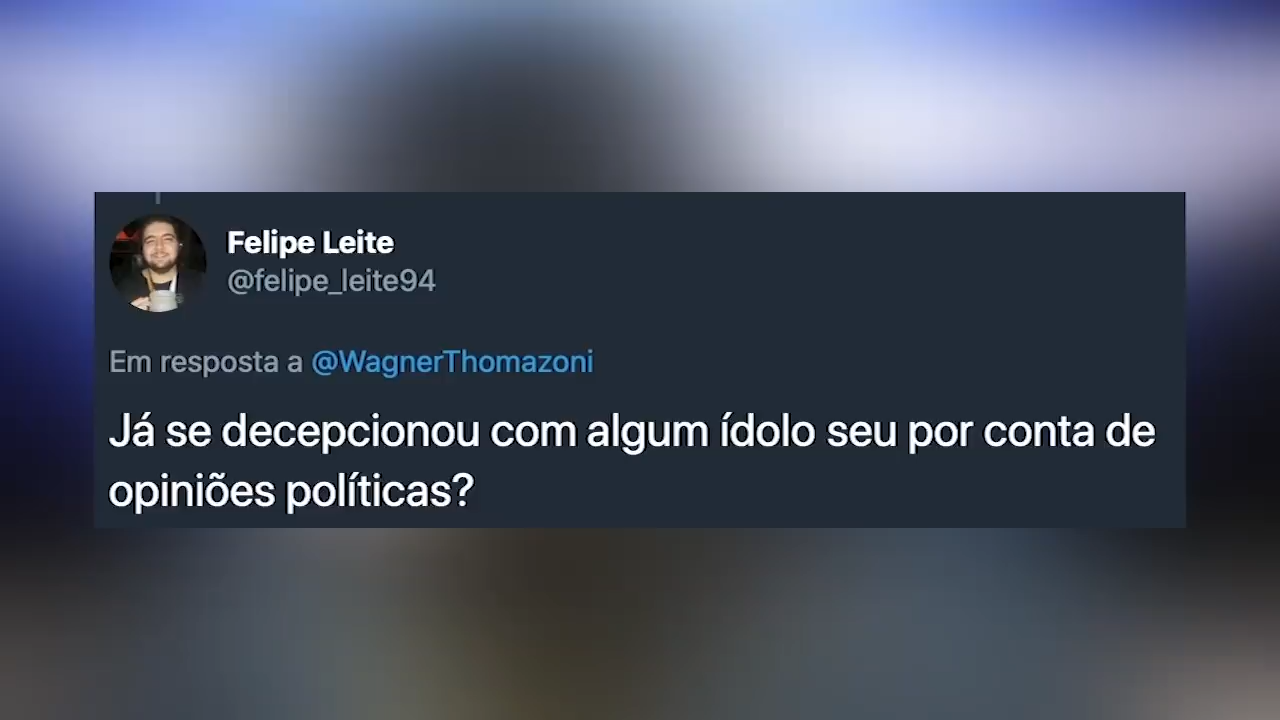 Felipe Leite
@felipe_leite94
Em resposta a @WagnerThomazoni
Já se decepcionou com algum ídolo seu por conta de
opiniões políticas?